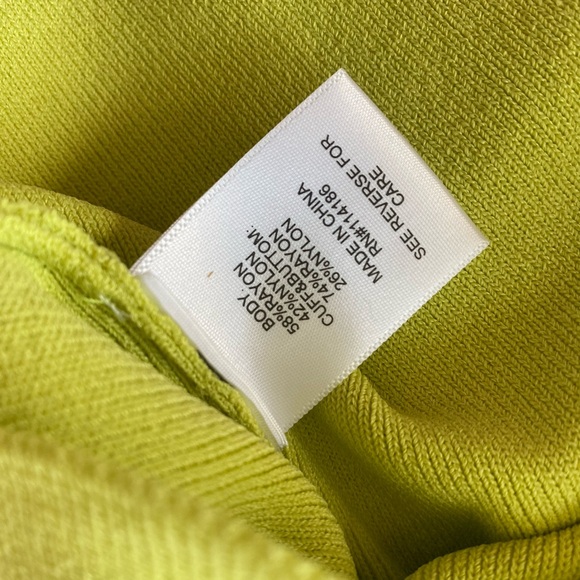 BODY
58%RAYON
42%NYLON
CUFF&BUTTOM:
74%RAYON
26%NYLON
MADE IN CHINA
RN#114186
SEE REVERSE FOR
CARE